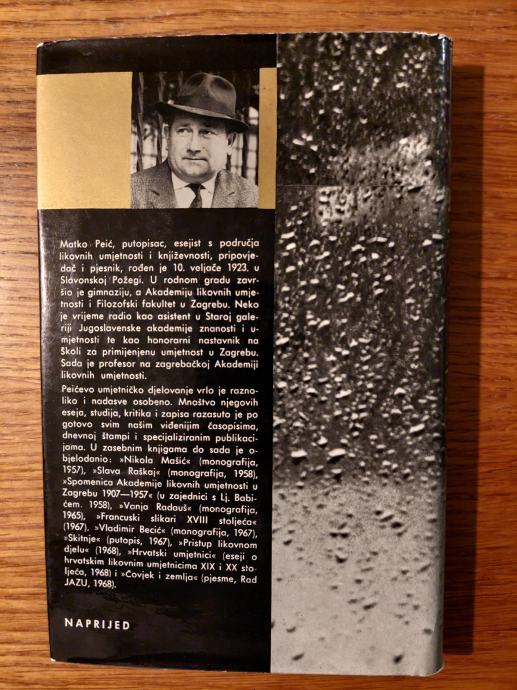 Matko Peić, putopisac, esejist s područja
likovnih umjetnosti i književnosti, pripovje-
dač i pjesnik, rođen je 10. veljače 1923. u
Slavonskoj Požegi. U rodnom gradu zavr-
šio je gimnaziju, a Akademiju likovnih umje-
tnosti i Filozofski fakultet u Zagrebu. Neko
je vrijeme radio kao asistent u Staroj gale-
riji Jugoslavenske akademije znanosti i u-
mjetnosti te kao honorarni nastavnik na
Školi za primijenjenu umjetnost u Zagrebu.
Sada je profesor na zagrebačkoj Akademiji
likovnih umjetnosti.
Peićevo umjetničko djelovanje vrlo je razno-
liko i nadasve osobeno. Mnoštvo njegovih
eseja, studija, kritika i zapisa razasuto je po
gotovo svim našim viđenijim časopisima,
dnevnoj štampi i specijaliziranim publikaci-
jama. U zasebnim knjigama do sada je o-
bjelodanio: »Nikola Mašić« (monografija,
1957), »Slava Raškaj« (monografija, 1958),
»Spomenica Akademije likovnih umjetnosti u
Zagrebu 1907—1957« (u zajednici s Lj. Babi-
ćem. 1958), »Vanja Radauš« (monografija,
1965), »Francuski slikari XVIII stoljeća«
(1967), »Vladimir Becić« (monografija, 1967),
»Skitnje« (putopis, 1967), »Pristup likovnom
djelu« (1968), »Hrvatski umjetnici« (eseji o
hrvatskim likovnim umjetnicima XIX i XX sto-
ljeća, 1968) i »Čovjek i zemlja« (pjesme, Rad
JAZU, 1968).
NAPRIJED